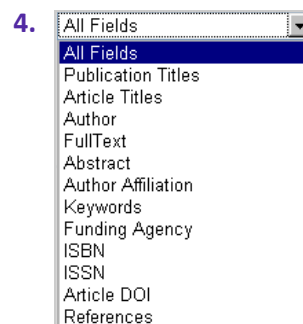 4. All Fields
All Fields
Publication Titles
Article Titles
Author
FullText
Abstract
Author Affiliation
Keywords
Funding Agency
ISBN
ISSN
Article DOI
References